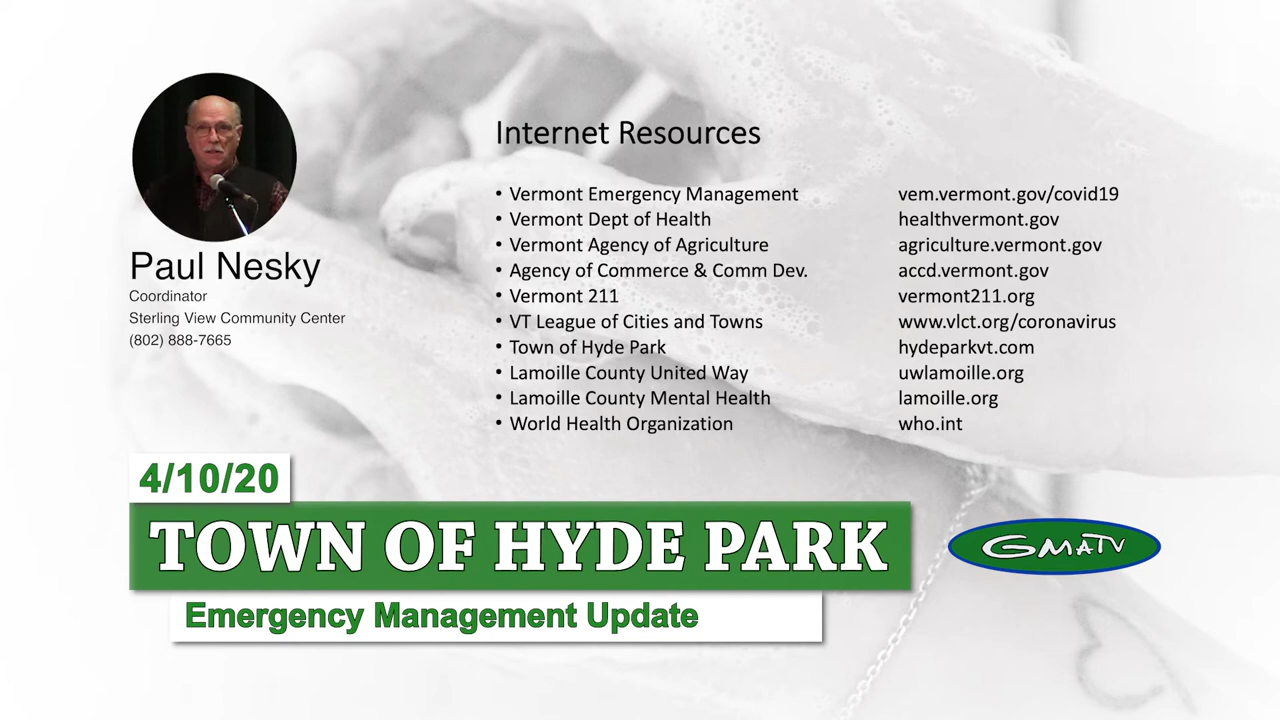 Paul Nesky
Coordinator
Sterling View Community Center
(802) 888-7665
Internet Resources
• Vermont Emergency Management vem.vermont.gov/covid19
• Vermont Dept of Health healthvermont.gov
• Vermont Agency of Agriculture agriculture.vermont.gov
• Agency of Commerce & Comm Dev. accd.vermont.gov
• Vermont 211 vermont211.org
• VT League of Cities and Towns www.vlct.org/coronavirus
• Town of Hyde Park hydeparkvt.com
• Lamoille County United Way uwlamoille.org
• Lamoille County Mental Health lamoille.org
• World Health Organization who.int
4/10/20
TOWN OF HYDE PARK
GMATV
Emergency Management Update